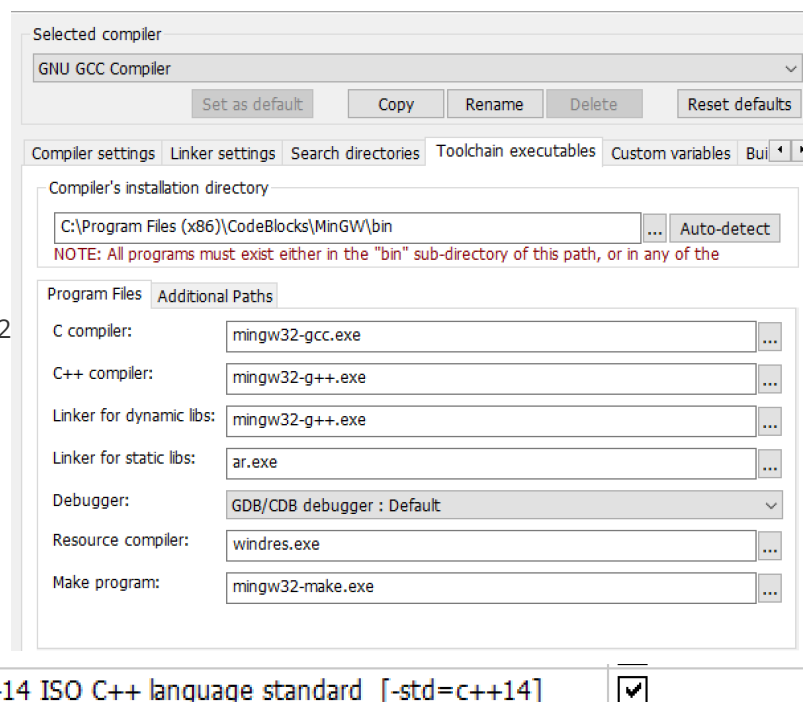 Selected compiler
GNU GCC Compiler
Set as default Copy Rename Delete Reset defaults
Compiler settings Linker settings Search directories Toolchain executables Custom variables Bui
Compiler's installation directory
C:\Program Files (x86)\CodeBlocks\MinGW\bin ... Auto-detect
NOTE: All programs must exist either in the "bin" sub-directory of this path, or in any of the
Program Files Additional Paths
2
C compiler: mingw32-gcc.exe ...
C++ compiler: mingw32-g++.exe ...
Linker for dynamic libs: mingw32-g++.exe ...
Linker for static libs: ar.exe ...
Debugger: GDB/CDB debugger : Default
Resource compiler: windres.exe ...
Make program: mingw32-make.exe ...
-14 ISO C++ language standard [-std=c++14]